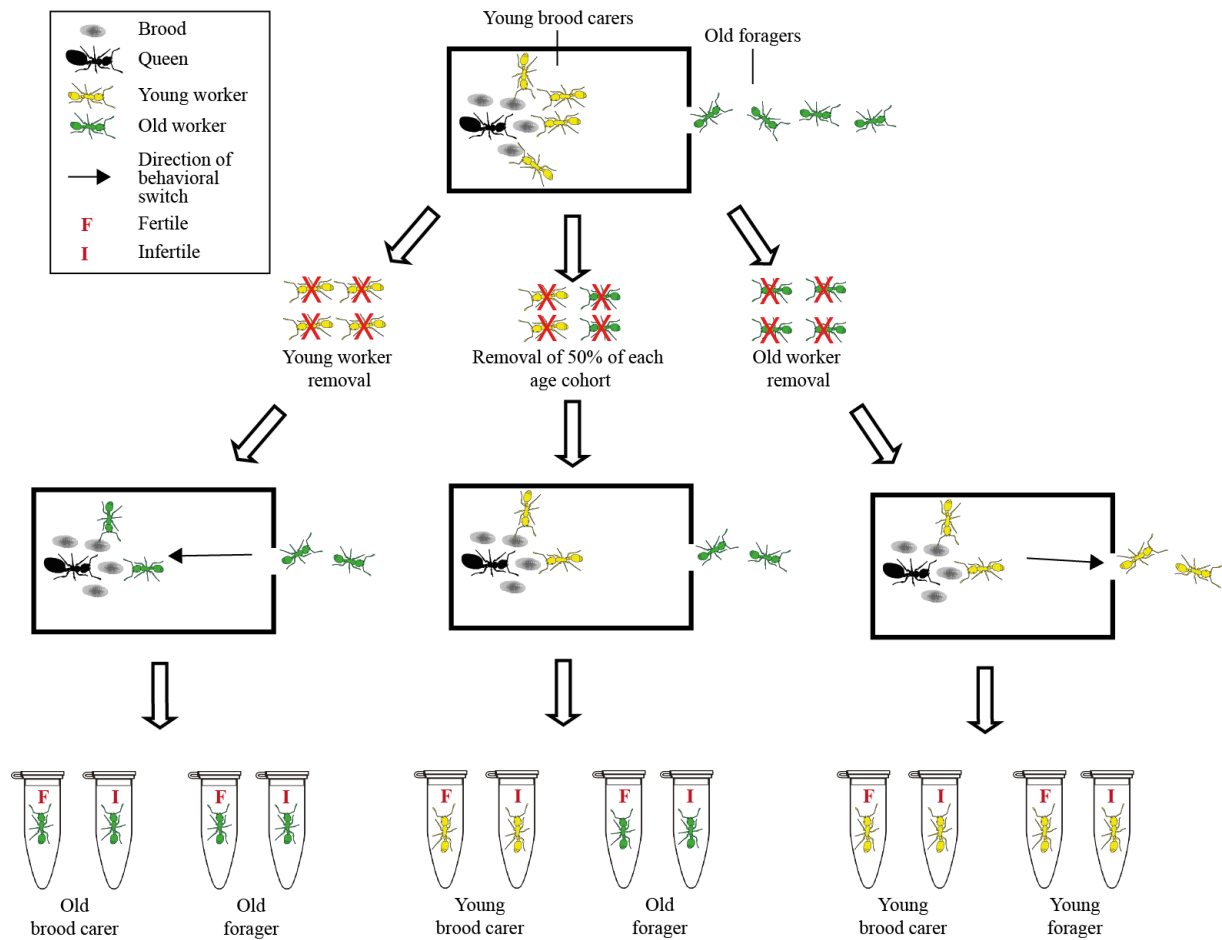 Brood
Queen
Young worker
Old worker
Direction of
behavioral
switch
F Fertile
I Infertile
Young brood carers
Old foragers
X X X X X X
X X X X X X
Young worker
removal
Removal of 50% of each
age cohort
Old worker
removal
F I F I F I F I F I F I
Old
brood carer
Old
forager
Young
brood carer
Old
forager
Young
brood carer
Young
forager